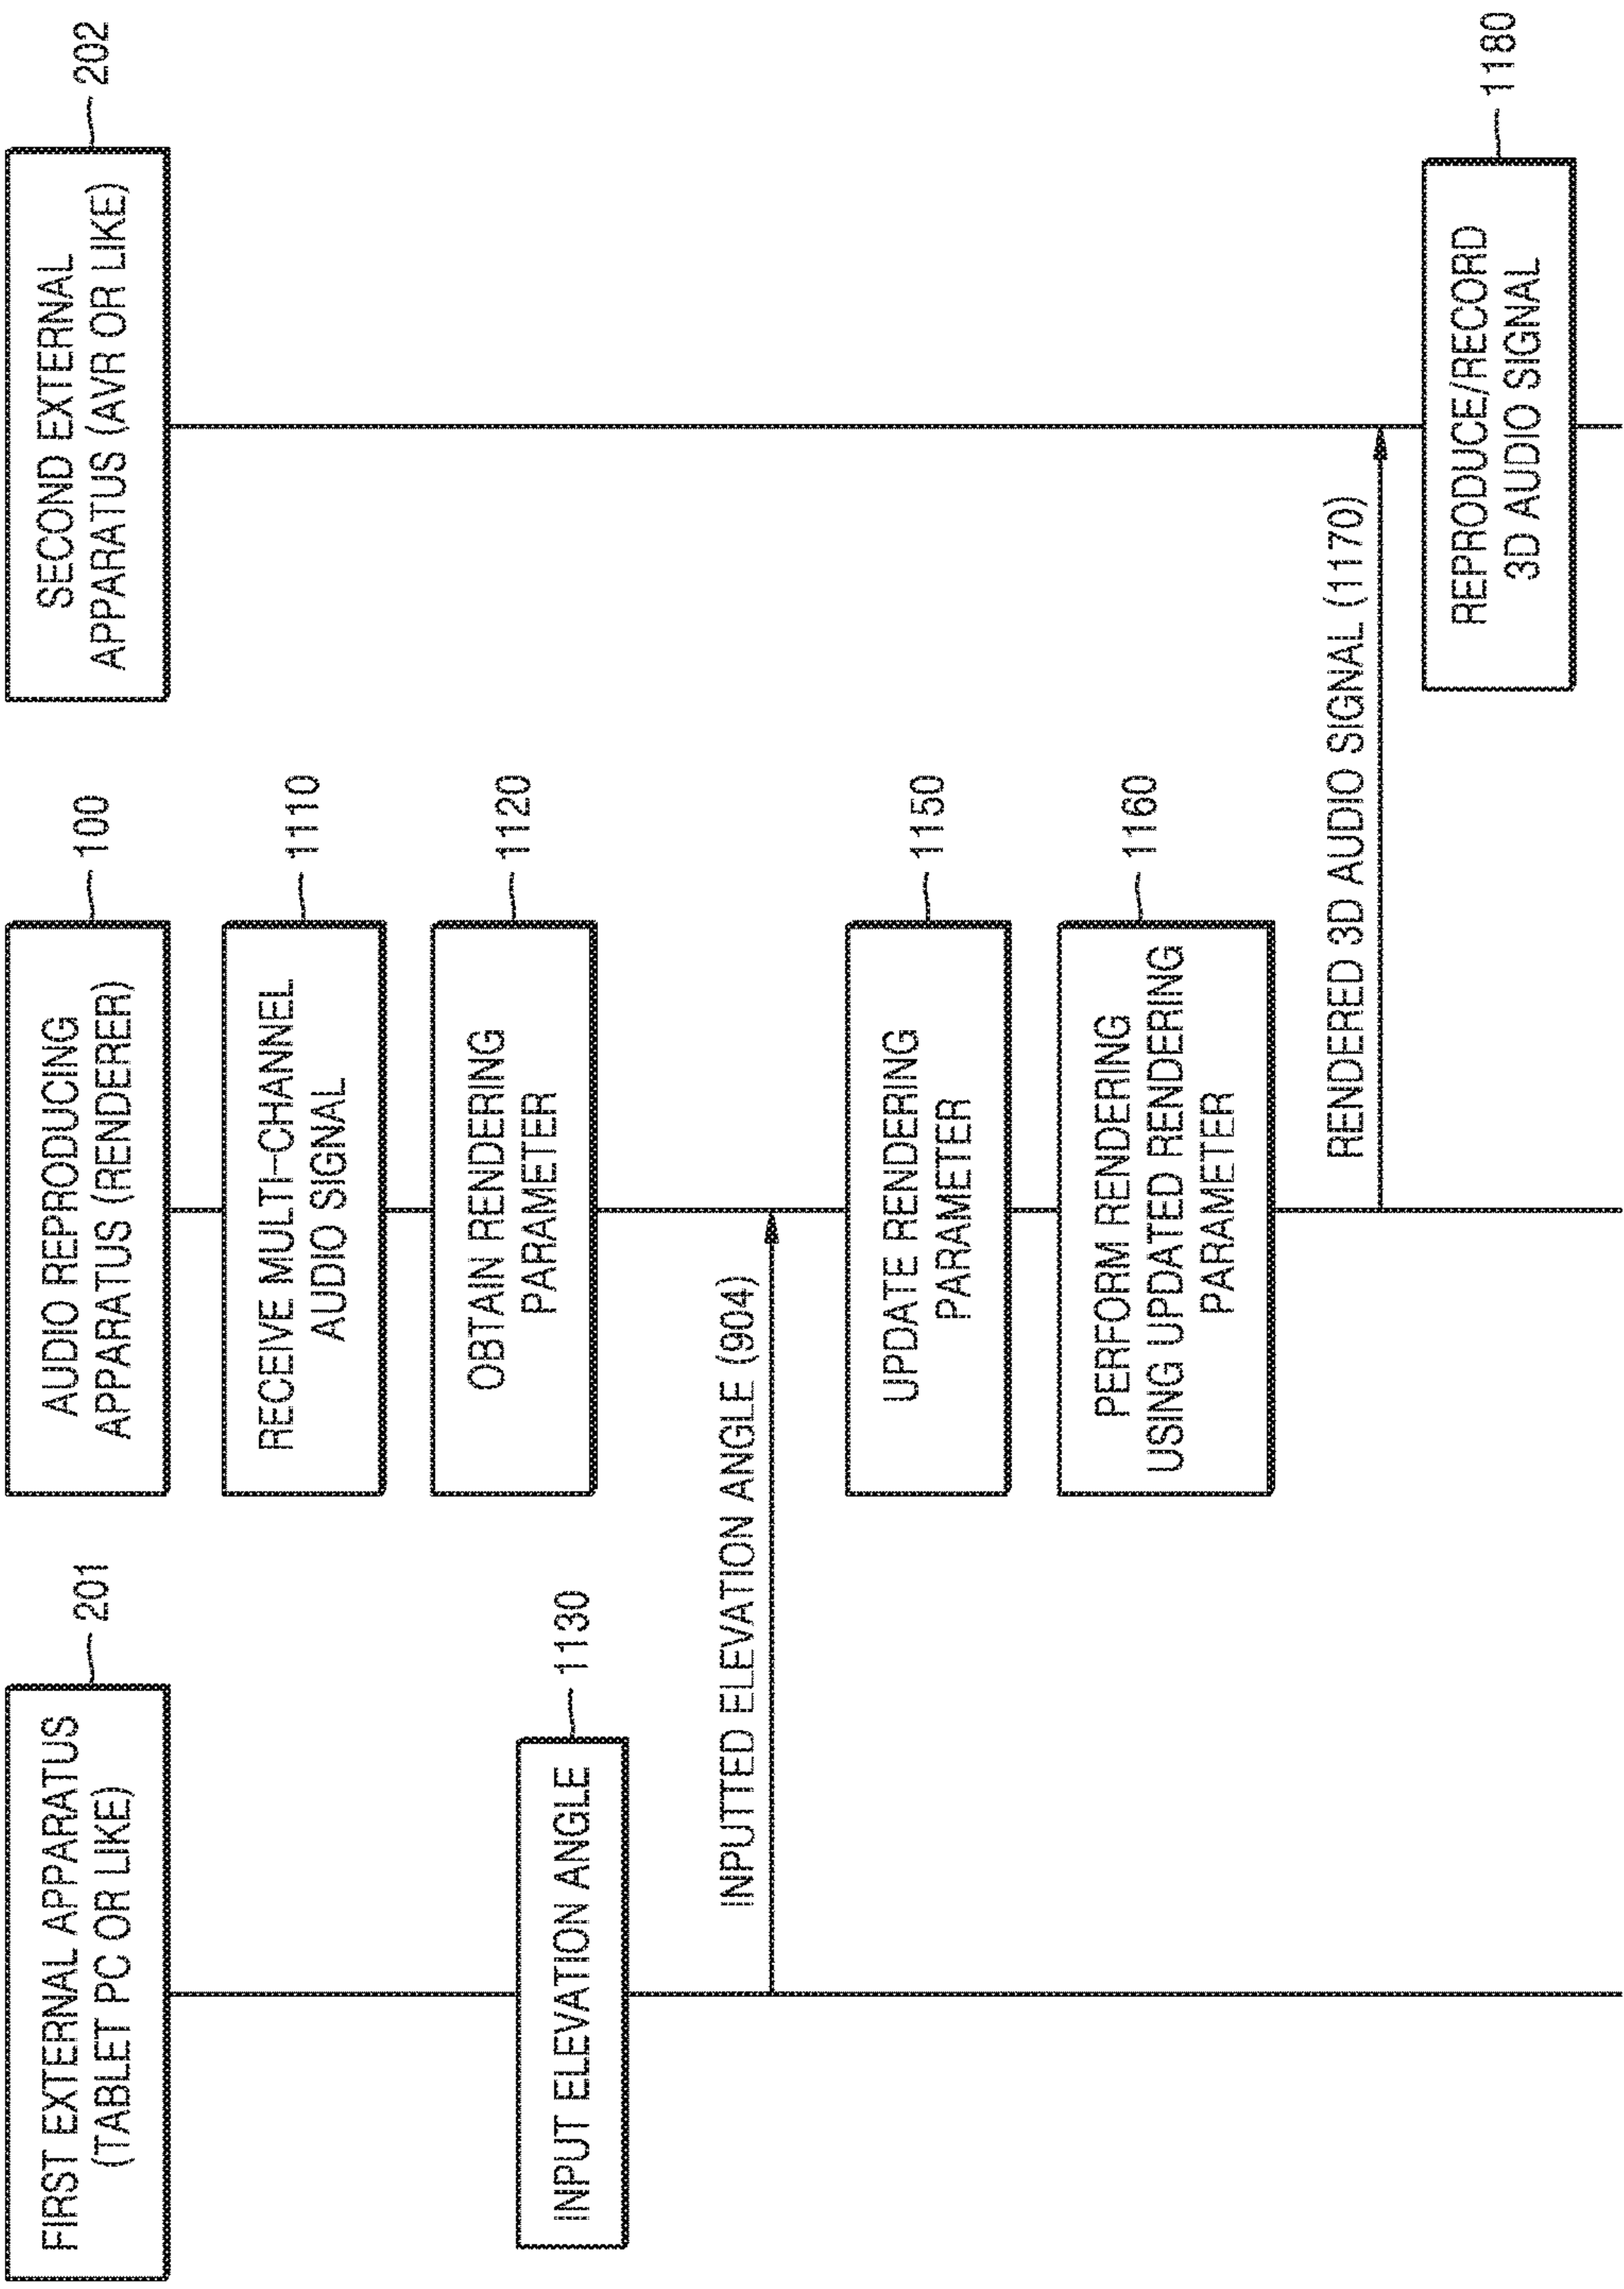 FIRST EXTERNAL APPARATUS
(TABLET PC OR LIKE)
201
AUDIO REPRODUCING
APPARATUS (RENDERER)
100
SECOND EXTERNAL
APPARATUS (AVR OR LIKE)
202
RECEIVE MULTI-CHANNEL
AUDIO SIGNAL
1110
OBTAIN RENDERING
PARAMETER
1120
INPUT ELEVATION ANGLE
1130
INPUTTED ELEVATION ANGLE (904)
UPDATE RENDERING
PARAMETER
1150
PERFORM RENDERING
USING UPDATED RENDERING
PARAMETER
1160
RENDERED 3D AUDIO SIGNAL (1170)
REPRODUCE/RECORD
3D AUDIO SIGNAL
1180